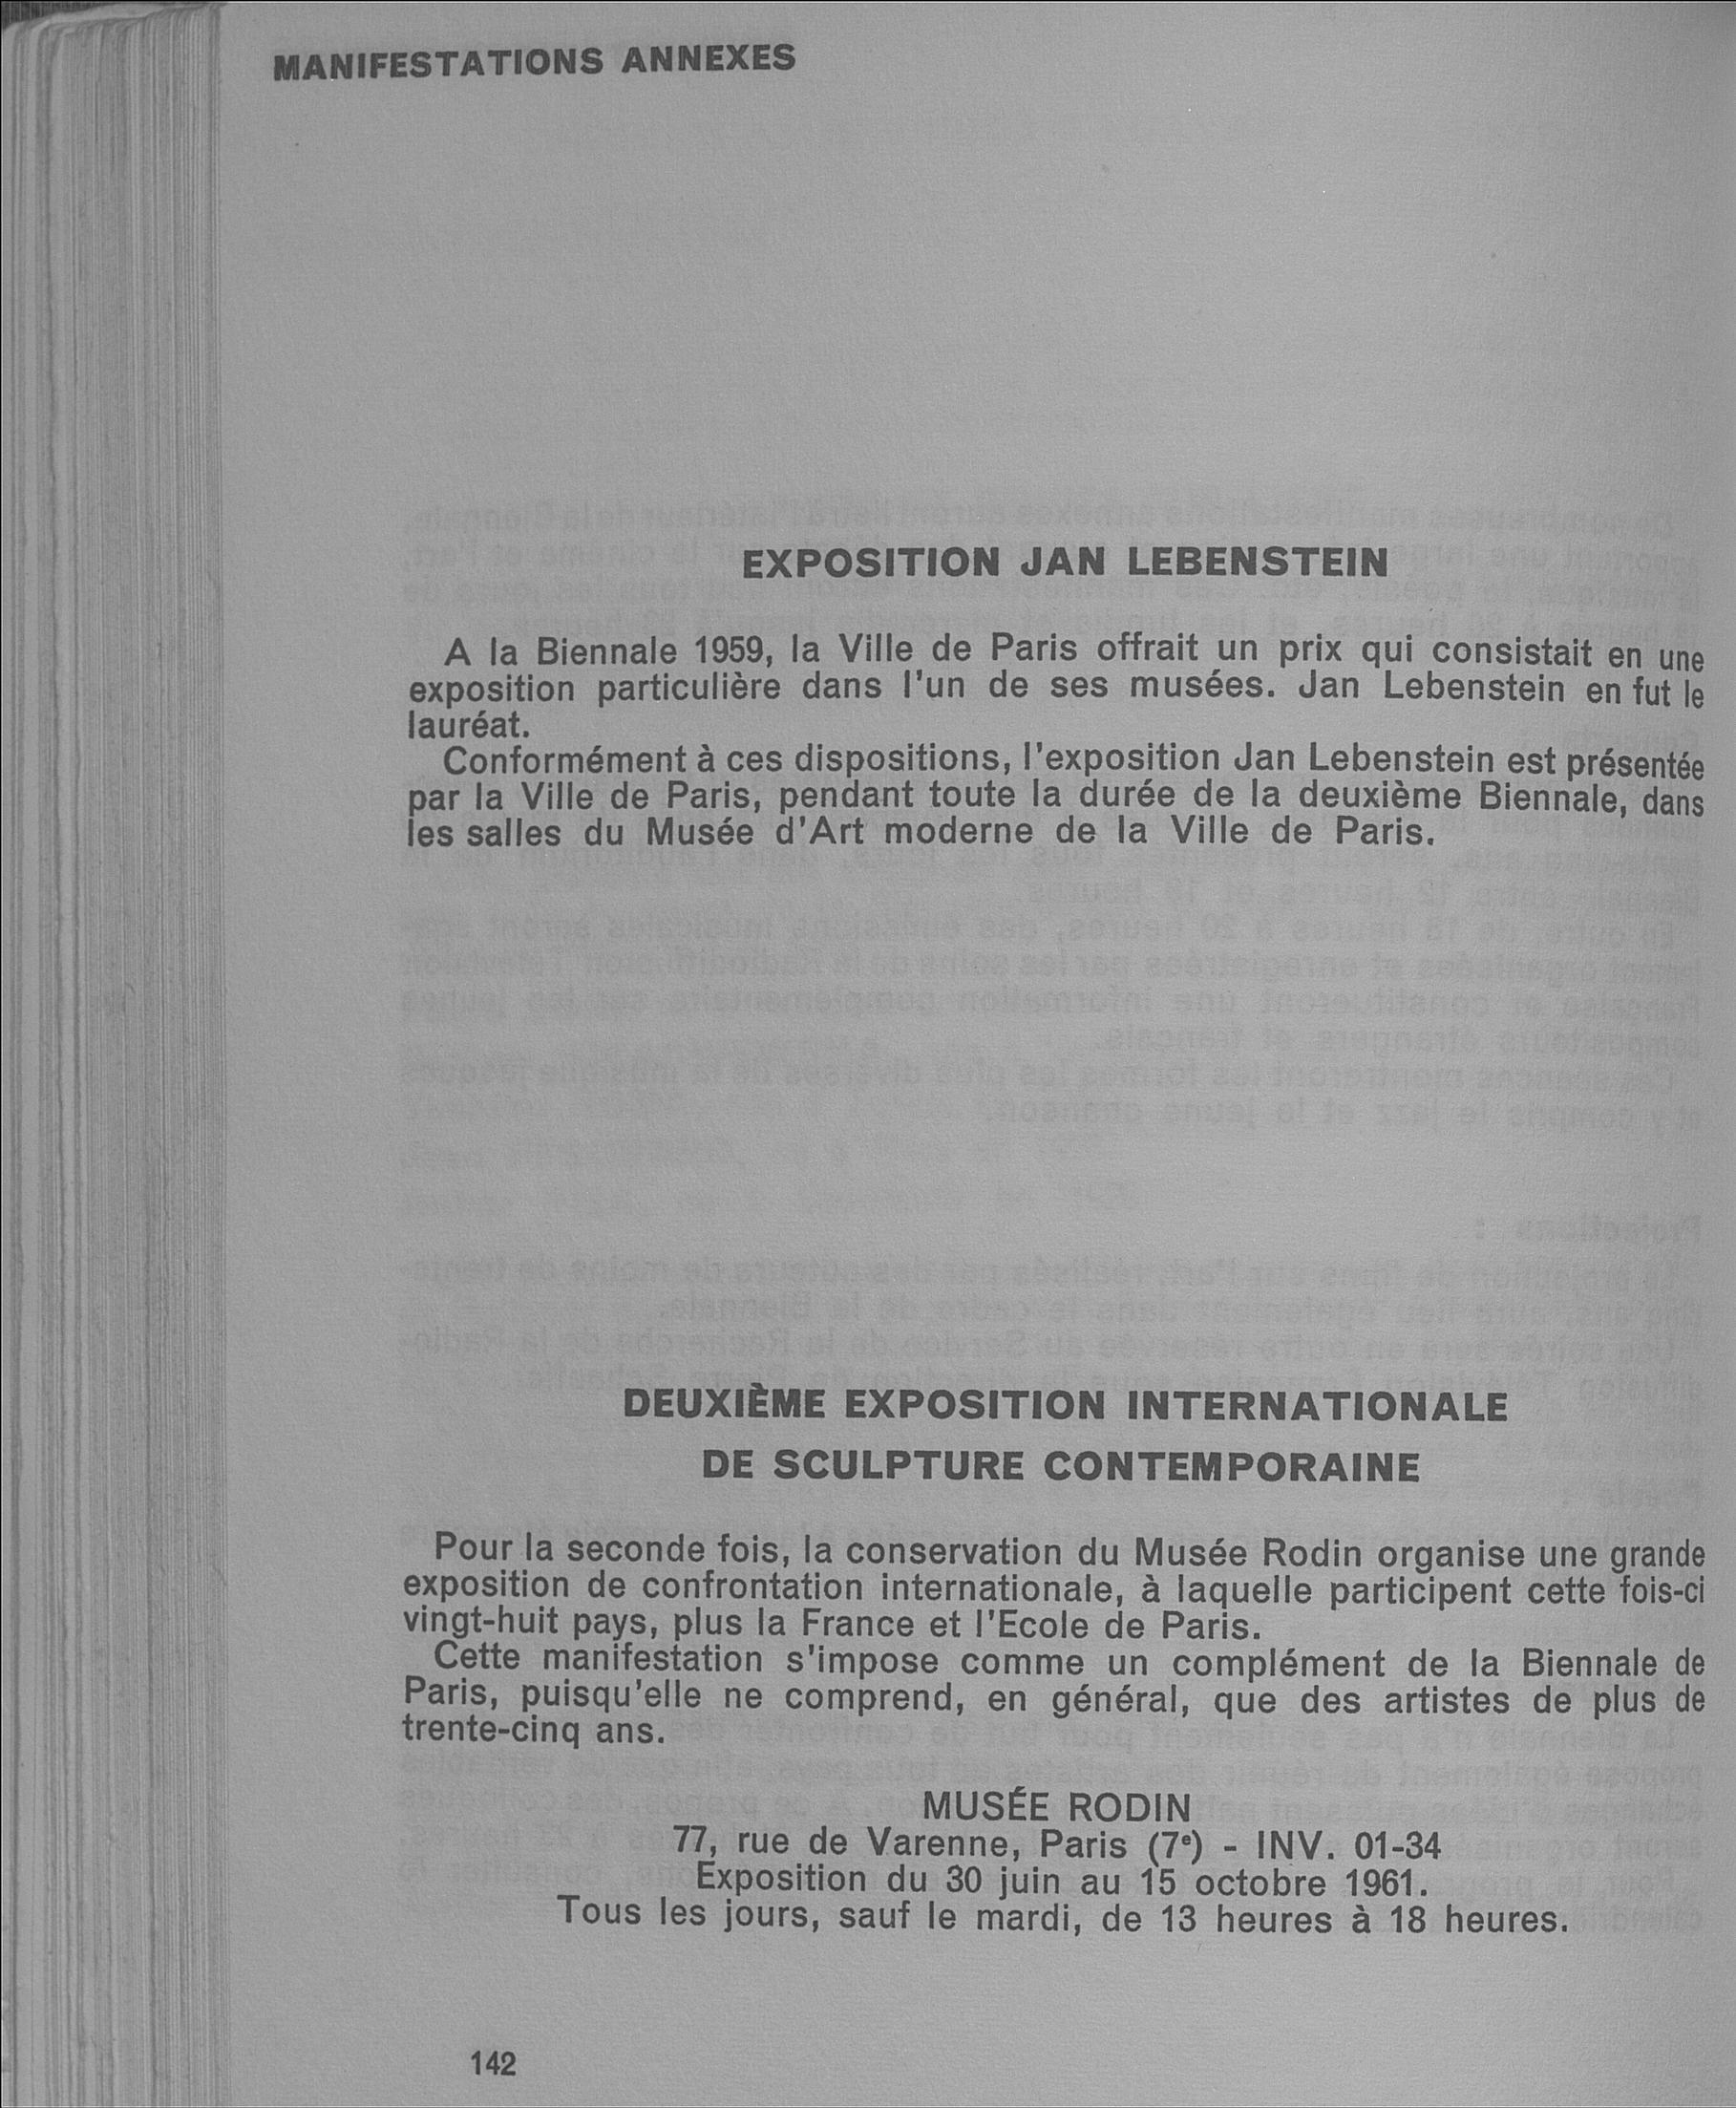 MANIFESTATIONS ANNEXES
EXPOSITION JAN LEBENSTEIN
A la Biennale 1959, la Ville de Paris offrait un prix qui consistait en une
exposition particulière dans l'un de ses musées. Jan Lebenstein en fut le
lauréat.
Conformément à ces dispositions, l'exposition Jan Lebenstein est présentée
par la Ville de Paris, pendant toute la durée de la deuxième Biennale, dans
les salles du Musée d'Art moderne de la Ville de Paris.
DEUXIÈME EXPOSITION INTERNATIONALE
DE SCULPTURE CONTEMPORAINE
Pour la seconde fois, la conservation du Musée Rodin organise une grande
exposition de confrontation internationale, à laquelle participent cette fois-ci
vingt-huit pays, plus la France et l'Ecole de Paris.
Cette manifestation s'impose comme un complément de la Biennale de
Paris, puisqu'elle ne comprend, en général, que des artistes de plus de
trente-cinq ans.
MUSÉE RODIN
77, rue de Varenne, Paris (7e) - INV. 01-34
Exposition du 30 juin au 15 octobre 1961.
Tous les jours, sauf le mardi, de 13 heures à 18 heures.
142